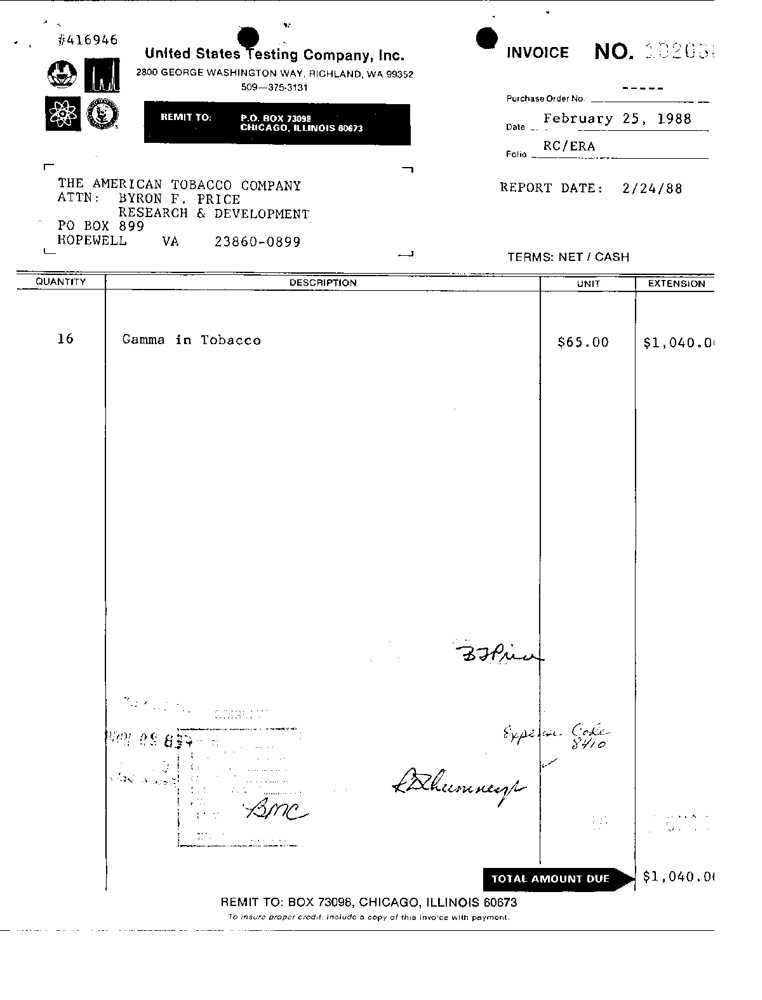 #416946
United States Testing Company, Inc.
2800 GEORGE WASHINGTON WAY, RICHLAND, WA 99352
509—375-3131
REMIT TO: P.O. BOX 73098
CHICAGO, ILLINOIS 60673
INVOICE NO.
Purchase Order No. -----
Date February 25, 1988
Folio RC/ERA
THE AMERICAN TOBACCO COMPANY
ATTN: BYRON F. PRICE
RESEARCH & DEVELOPMENT
PO BOX 899
HOPEWELL VA 23860-0899
REPORT DATE: 2/24/88
TERMS: NET / CASH
QUANTITY DESCRIPTION UNIT EXTENSION
16 Gamma in Tobacco $65.00 $1,040.0
BFPrice
Expense Code
8410
BMC
TOTAL AMOUNT DUE $1,040.0
REMIT TO: BOX 73098, CHICAGO, ILLINOIS 60673
To insure proper credit, include a copy of this invoice with payment.